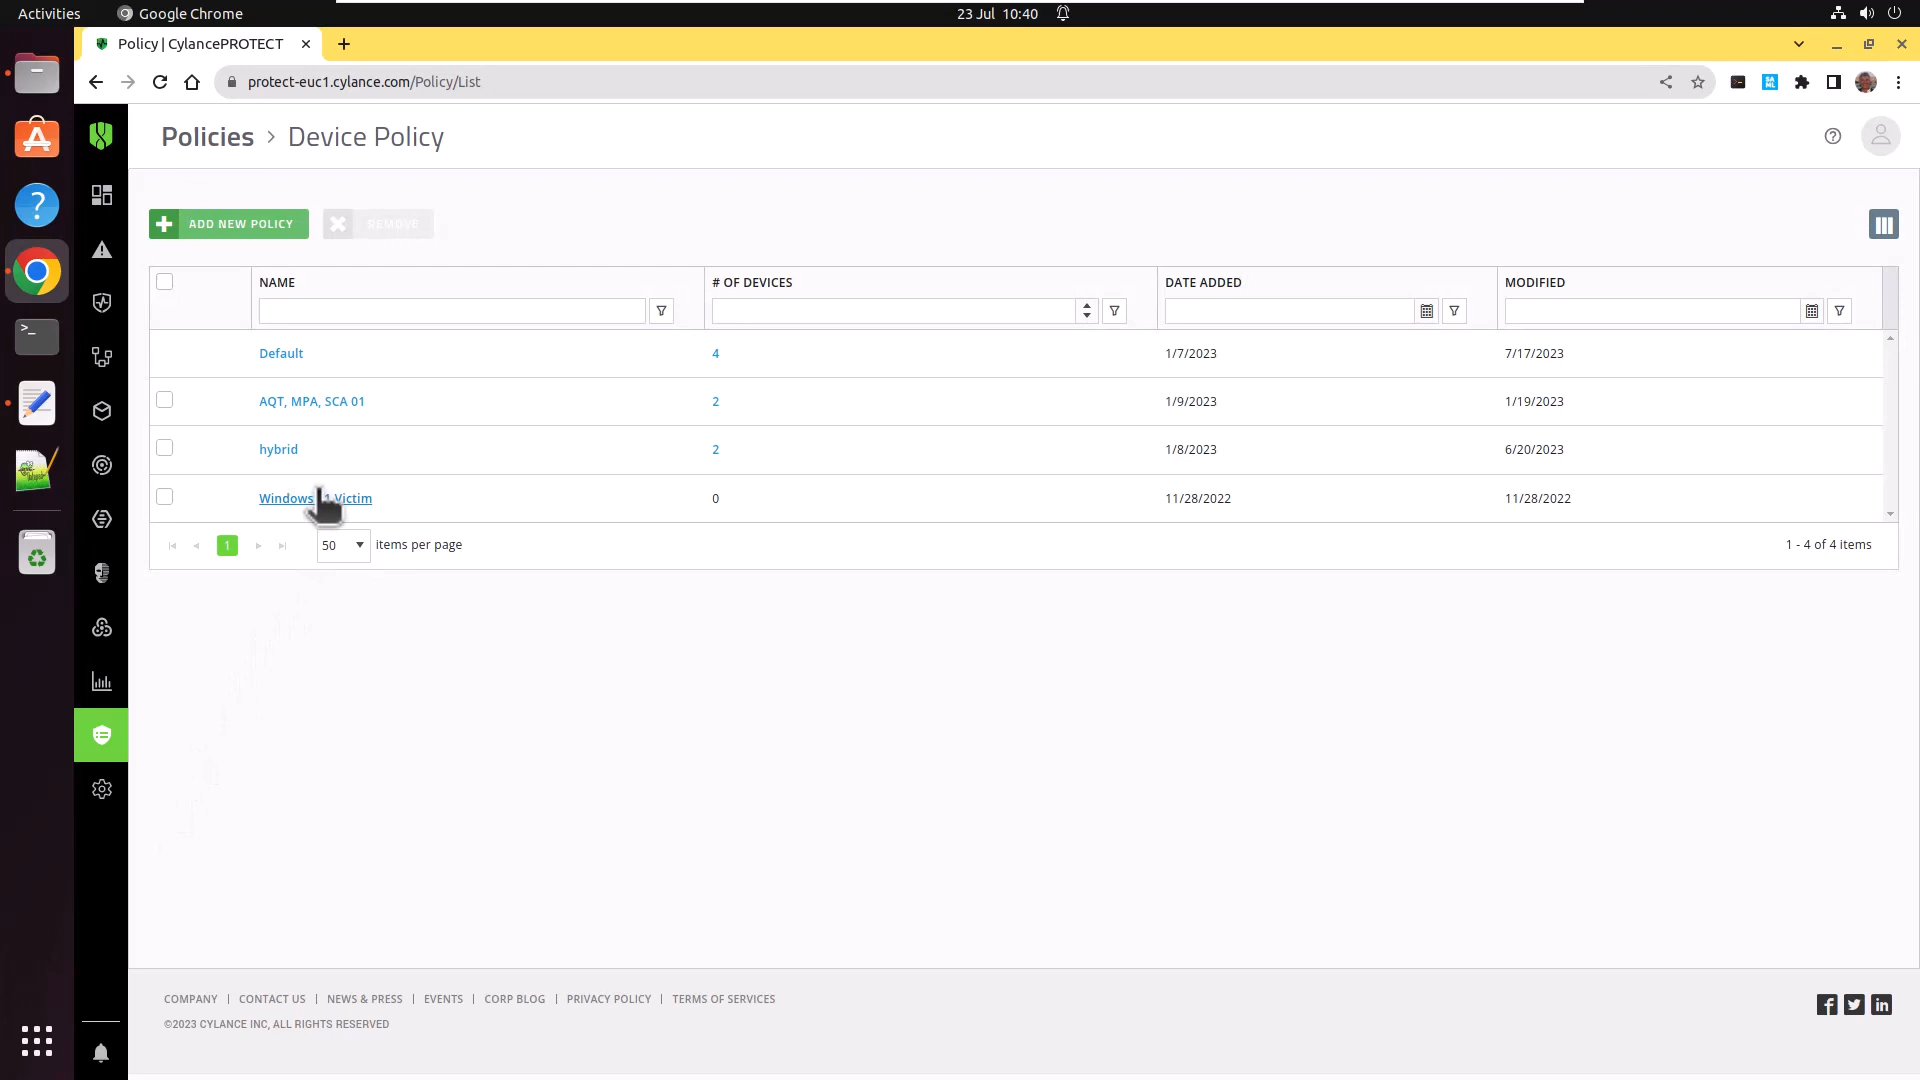 Activities
Google Chrome
23 Jul 10:40
Policy | CylancePROTECT
protect-euc1.cylance.com/Policy/List
SA
ML
Policies > Device Policy
ADD NEW POLICY
REMOVE
NAME
# OF DEVICES
DATE ADDED
MODIFIED
Default 4 1/7/2023 7/17/2023
AQT, MPA, SCA 01 2 1/9/2023 1/19/2023
hybrid 2 1/8/2023 6/20/2023
Windows Victim 0 11/28/2022 11/28/2022
1
50
items per page
1 - 4 of 4 items
COMPANY | CONTACT US | NEWS & PRESS | EVENTS | CORP BLOG | PRIVACY POLICY | TERMS OF SERVICES
©2023 CYLANCE INC, ALL RIGHTS RESERVED